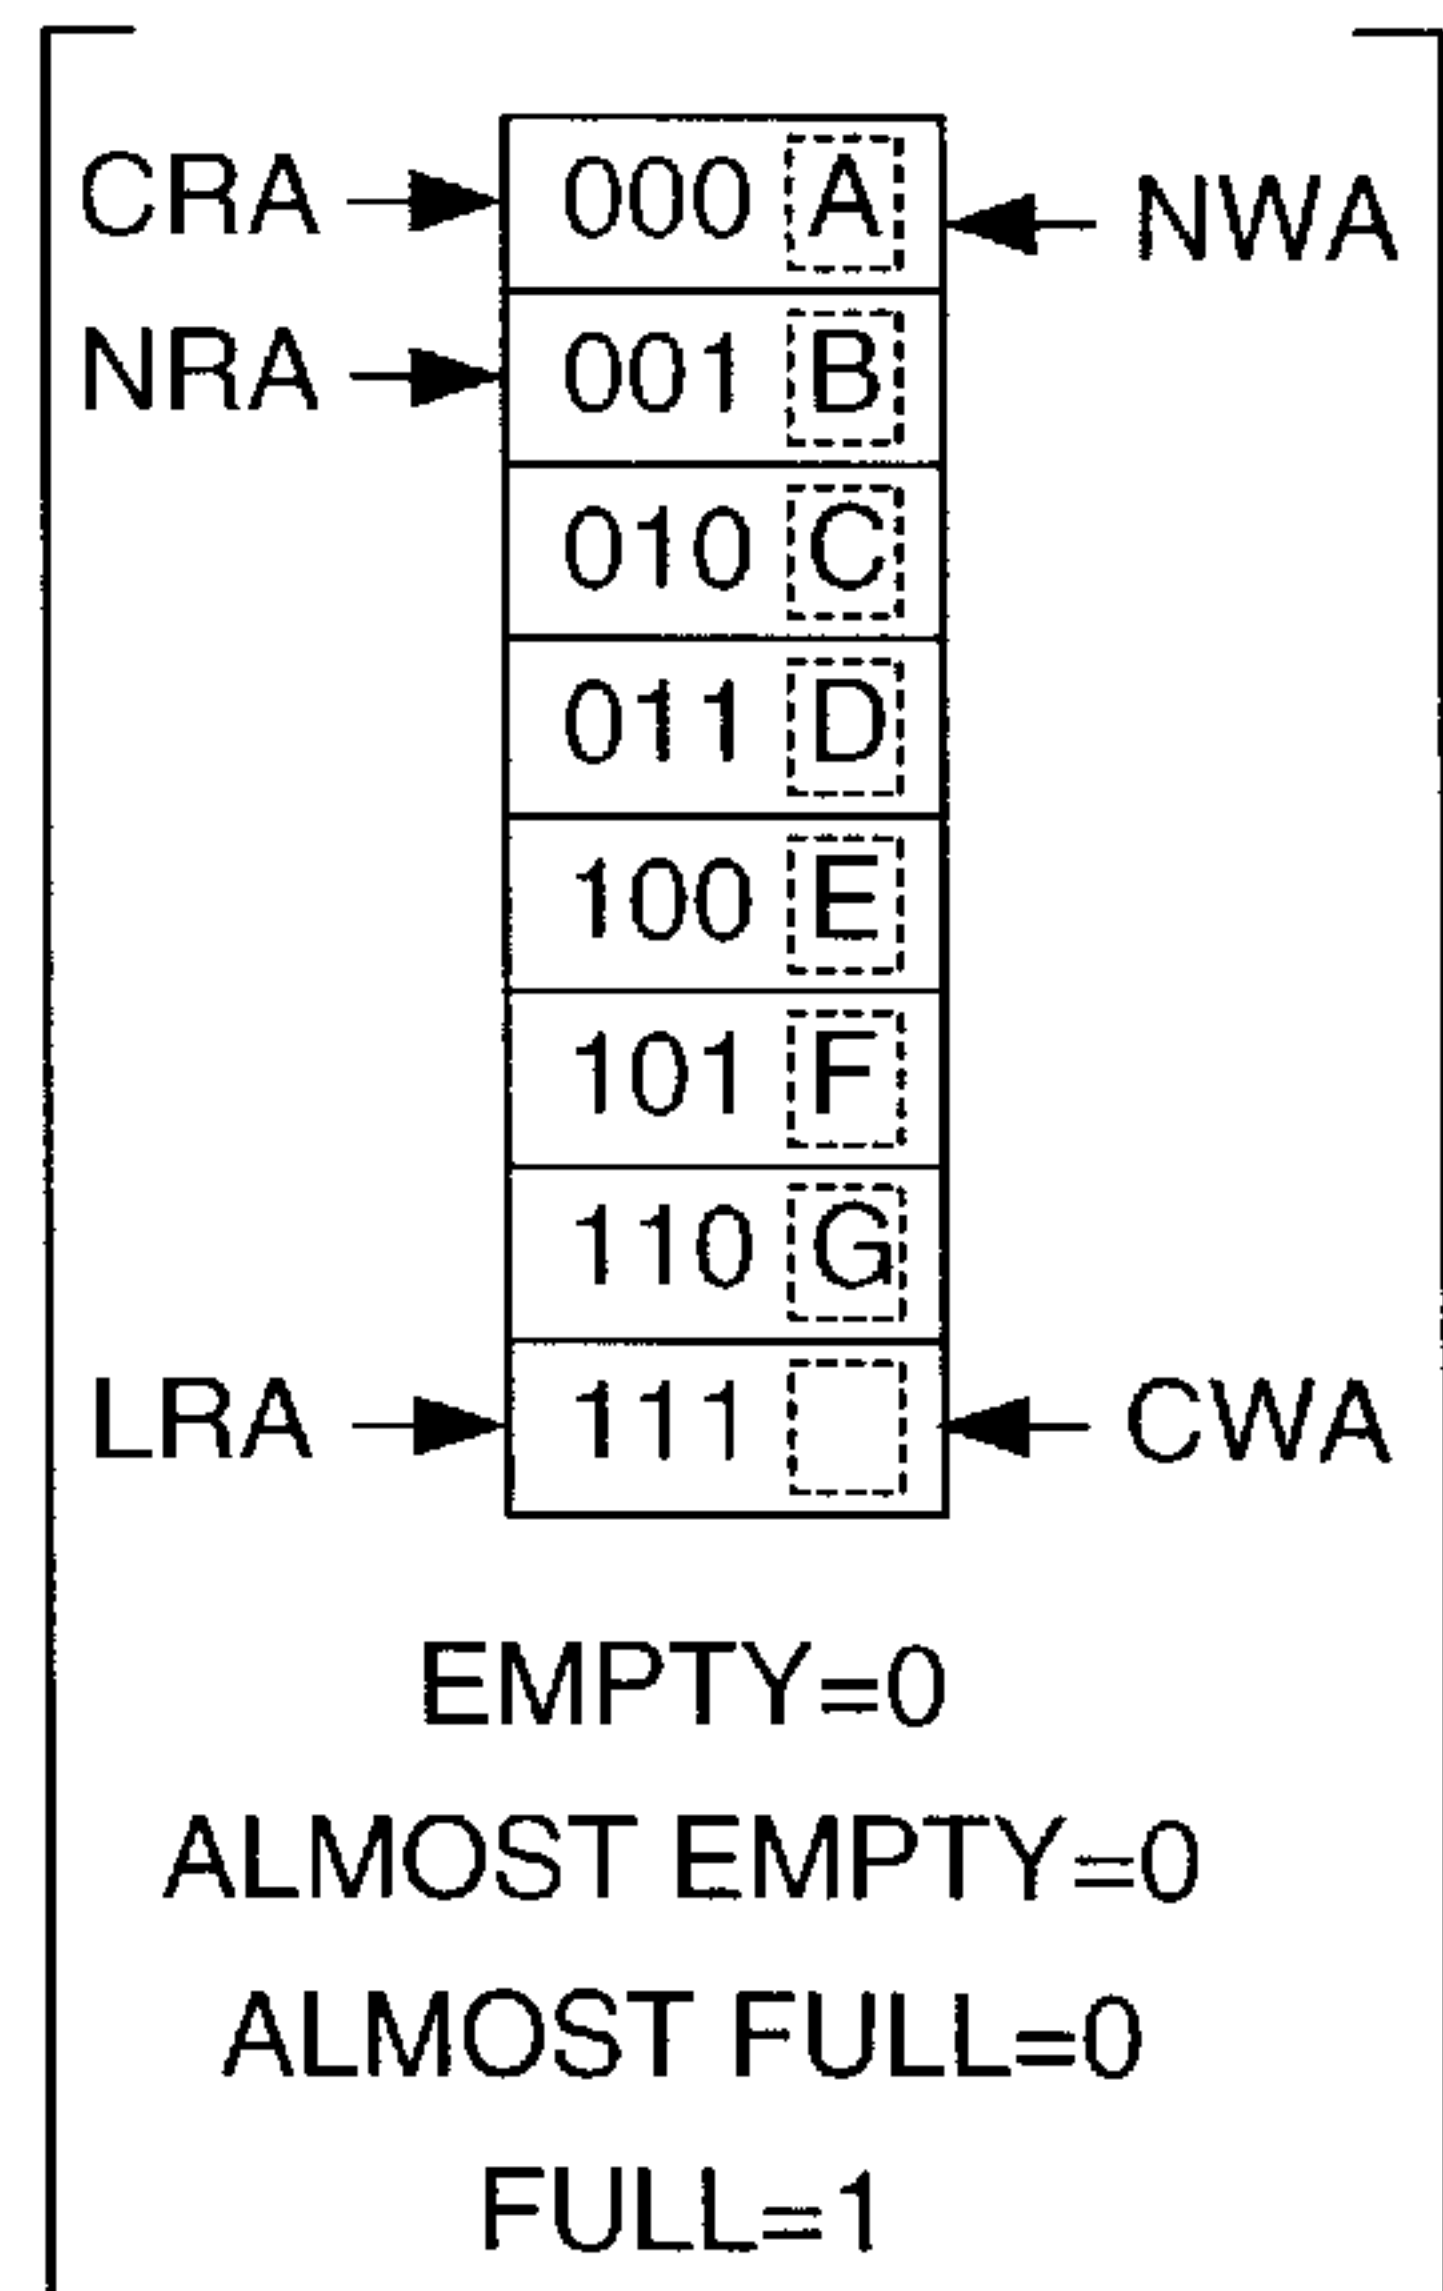 CRA 000 A NWA
NRA 001 B
010 C
011 D
100 E
101 F
110 G
LRA 111 CWA
EMPTY=0
ALMOST EMPTY=0
ALMOST FULL=0
FULL=1